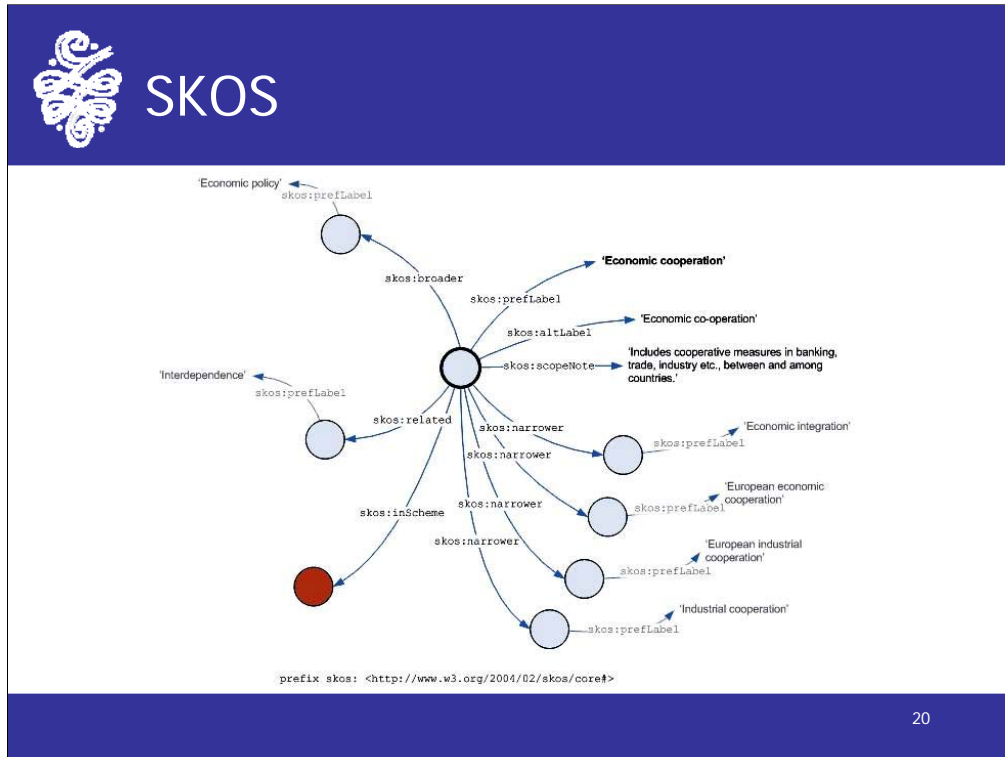 SKOS
'Economic policy'
skos:prefLabel
skos:broader
'Economic cooperation'
skos:prefLabel
'Economic co-operation'
skos:altLabel
'Includes cooperative measures in banking,
trade, industry etc., between and among
countries.'
skos:scopeNote
'Interdependence'
skos:prefLabel
skos:related
skos:narrower
'Economic integration'
skos:prefLabel
skos:narrower
'European economic
cooperation'
skos:prefLabel
skos:narrower
skos:inScheme
skos:narrower
'European industrial
cooperation'
skos:prefLabel
'Industrial cooperation'
skos:prefLabel
prefix skos: <http://www.w3.org/2004/02/skos/core#>
20